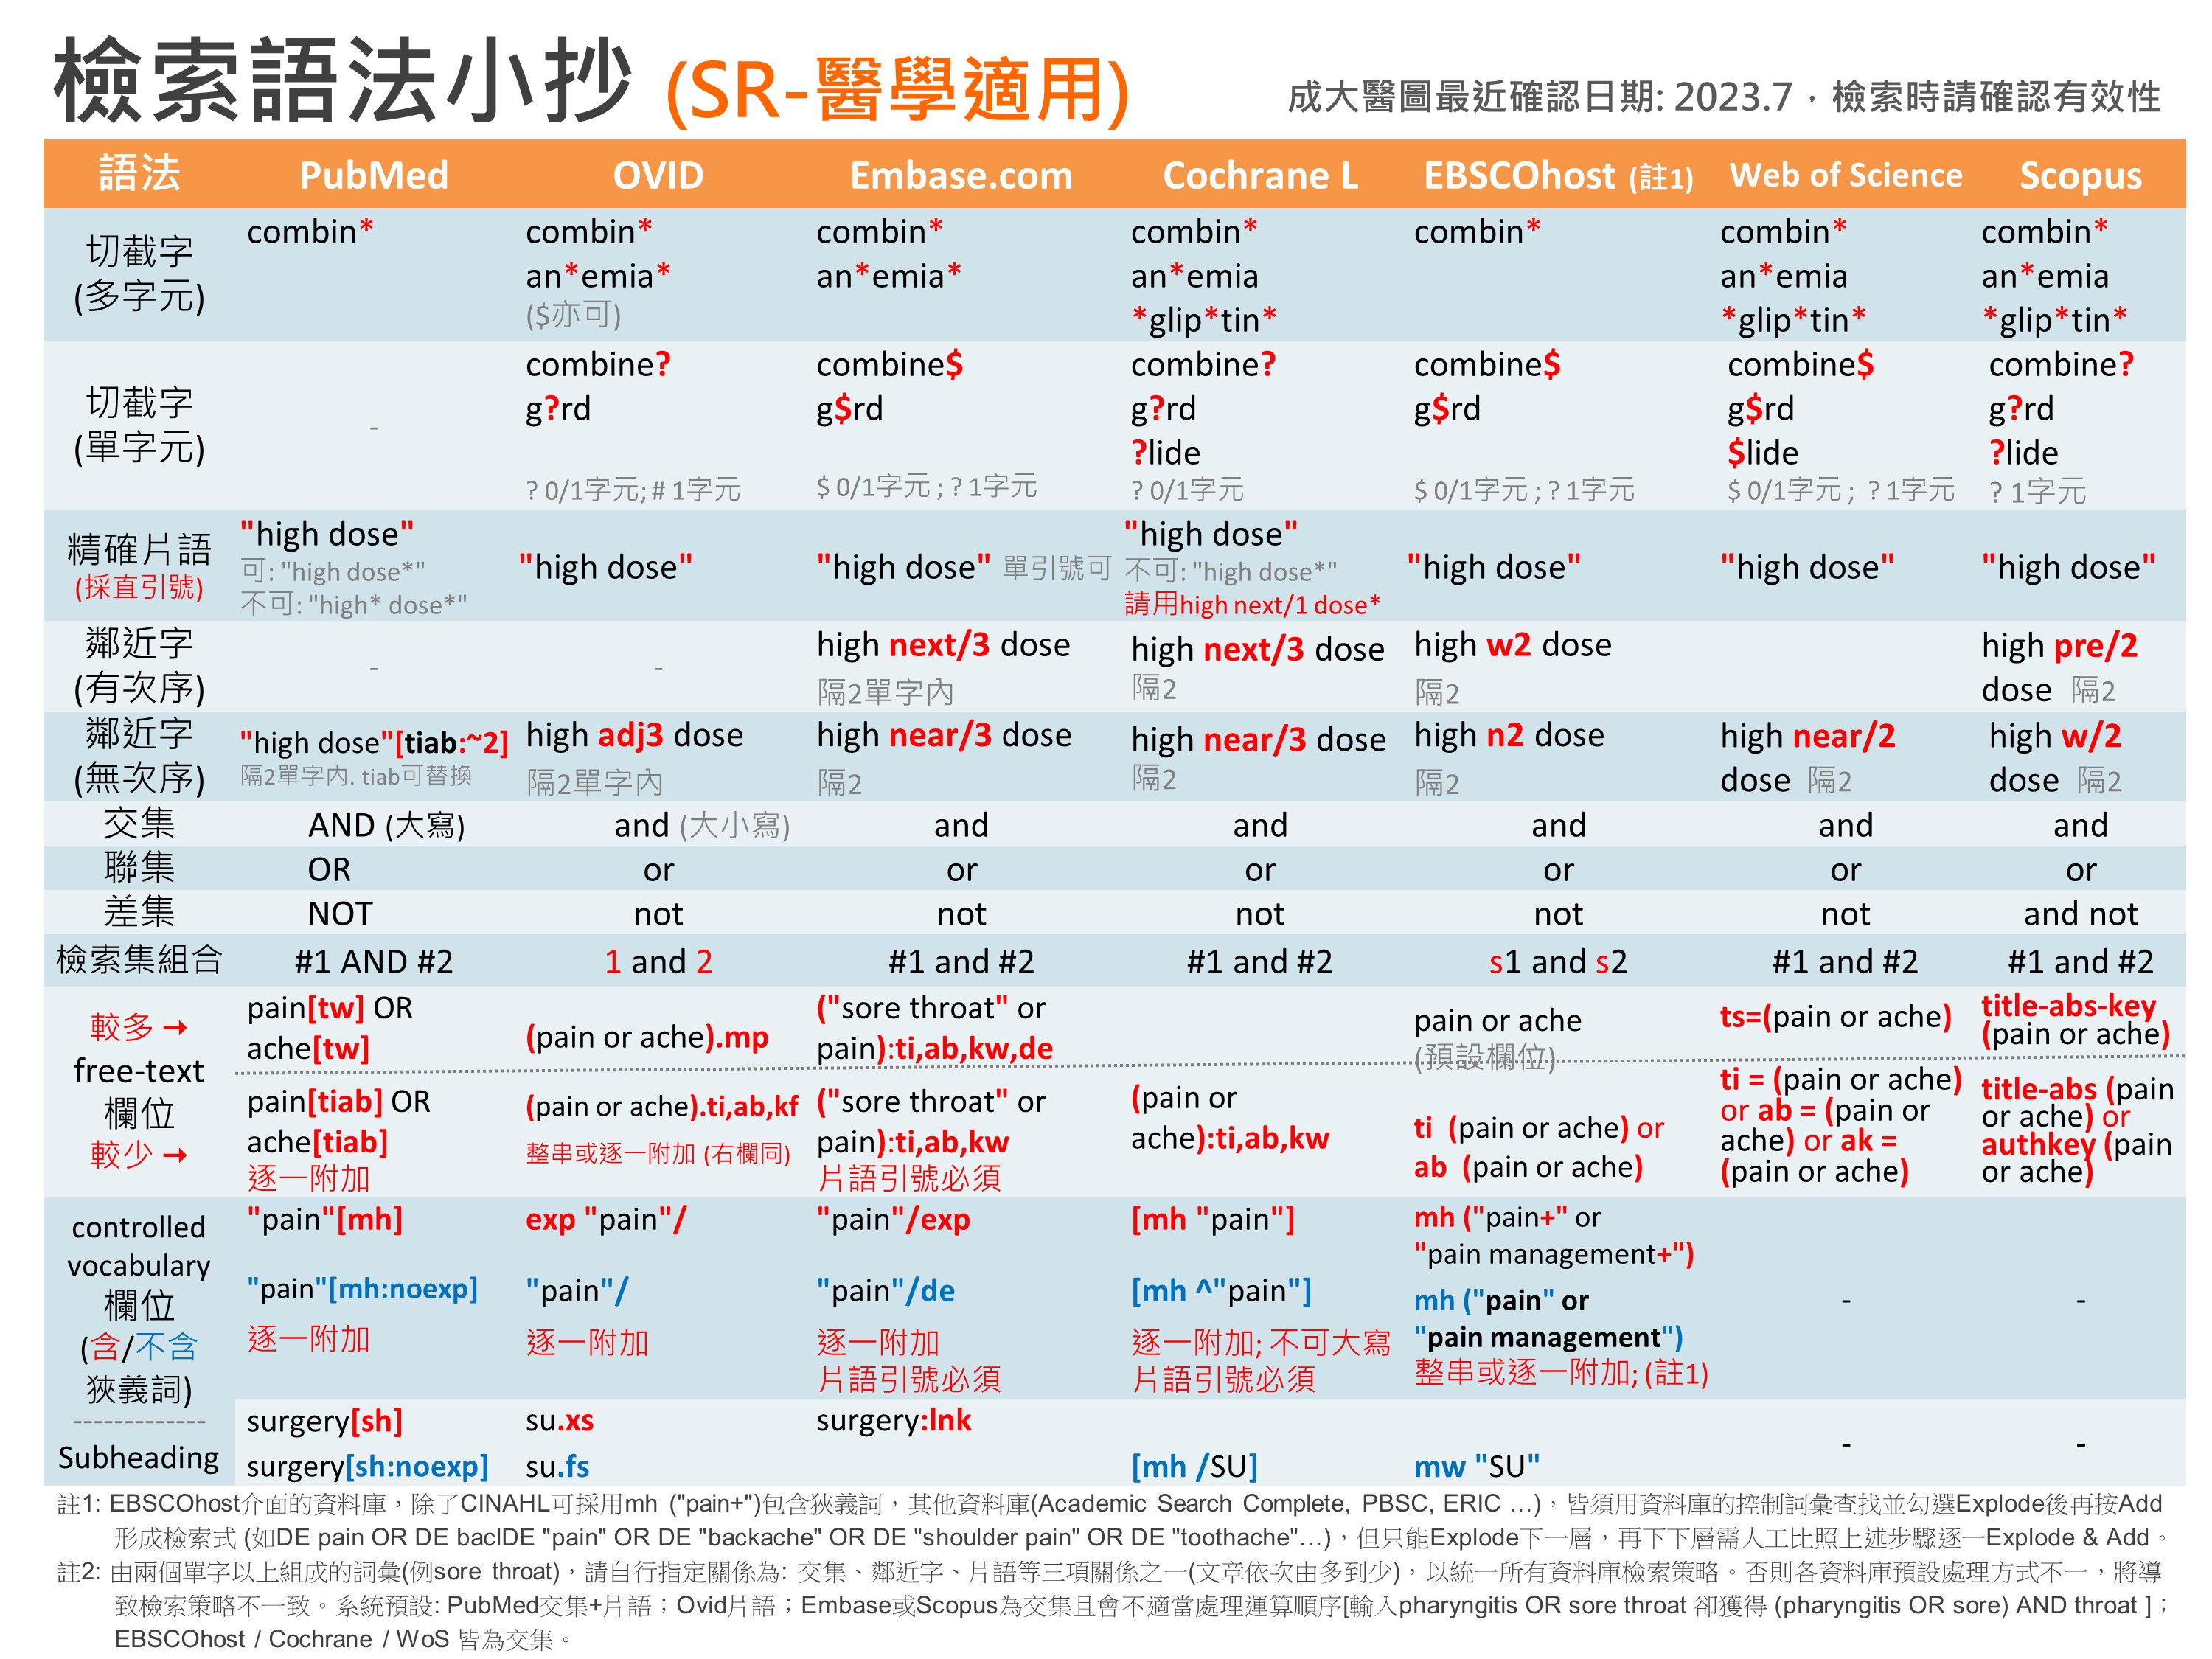 檢索語法小抄 (SR-醫學適用)
成大醫圖最近確認日期: 2023.7，檢索時請確認有效性
語法 PubMed OVID Embase.com Cochrane L EBSCOhost (註1) Web of Science Scopus
切截字
(多字元)
combin*
combin*
an*emia*
($亦可)
combin*
an*emia*
combin*
an*emia
*glip*tin*
combin*
combin*
an*emia
*glip*tin*
combin*
an*emia
*glip*tin*
切截字
(單字元)
-
combine?
g?rd
? 0/1字元; # 1字元
combine$
g$rd
$ 0/1字元 ; ? 1字元
combine?
g?rd
?lide
? 0/1字元
combine$
g$rd
$ 0/1字元 ; ? 1字元
combine$
g$rd
$lide
$ 0/1字元 ; ? 1字元
combine?
g?rd
?lide
? 1字元
精確片語
(採直引號)
"high dose"
可: "high dose*"
不可: "high* dose*"
"high dose"
"high dose" 單引號可
"high dose"
不可: "high dose*"
請用high next/1 dose*
"high dose"
"high dose"
"high dose"
鄰近字
(有次序)
-
-
high next/3 dose
隔2單字內
high next/3 dose
隔2
high w2 dose
隔2
high pre/2
dose 隔2
鄰近字
(無次序)
"high dose"[tiab:~2]
隔2單字內. tiab可替換
high adj3 dose
隔2單字內
high near/3 dose
隔2
high near/3 dose
隔2
high n2 dose
隔2
high near/2
dose 隔2
high w/2
dose 隔2
交集 AND (大寫) and (大小寫) and and and and and
聯集 OR or or or or or or
差集 NOT not not not not not and not
檢索集組合 #1 AND #2 1 and 2 #1 and #2 #1 and #2 s1 and s2 #1 and #2 #1 and #2
較多 →
free-text
欄位
較少 →
pain[tw] OR
ache[tw]
(pain or ache).mp
("sore throat" or
pain):ti,ab,kw,de
pain or ache
(預設欄位)
ts=(pain or ache)
title-abs-key
(pain or ache)
pain[tiab] OR
ache[tiab]
逐一附加
(pain or ache).ti,ab,kf
整串或逐一附加 (右欄同)
("sore throat" or
pain):ti,ab,kw
片語引號必須
(pain or
ache):ti,ab,kw
ti (pain or ache) or
ab (pain or ache)
ti = (pain or ache)
or ab = (pain or
ache) or ak =
(pain or ache)
title-abs (pain
or ache) or
authkey (pain
or ache)
controlled
vocabulary
欄位
(含/不含
狹義詞)
-------------
Subheading
"pain"[mh]
"pain"[mh:noexp]
逐一附加
exp "pain"/
"pain"/
逐一附加
"pain"/exp
"pain"/de
逐一附加
片語引號必須
[mh "pain"]
[mh ^"pain"]
逐一附加; 不可大寫
片語引號必須
mh ("pain+" or
"pain management+")
mh ("pain" or
"pain management")
整串或逐一附加; (註1)
-
-
surgery[sh]
surgery[sh:noexp]
su.xs
su.fs
surgery:lnk
[mh /SU]
mw "SU"
-
-
註1: EBSCOhost介面的資料庫，除了CINAHL可採用mh ("pain+")包含狹義詞，其他資料庫(Academic Search Complete, PBSC, ERIC ...)，皆須用資料庫的控制詞彙查找並勾選Explode後再按Add
形成檢索式 (如DE pain OR DE baclDE "pain" OR DE "backache" OR DE "shoulder pain" OR DE "toothache"...)，但只能Explode下一層，再下下層需人工比照上述步驟逐一Explode & Add。
註2: 由兩個單字以上組成的詞彙(例sore throat)，請自行指定關係為: 交集、鄰近字、片語等三項關係之一(文章依次由多到少)，以統一所有資料庫檢索策略。否則各資料庫預設處理方式不一，將導
致檢索策略不一致。系統預設: PubMed交集+片語；Ovid片語；Embase或Scopus為交集且會不適當處理運算順序[輸入pharyngitis OR sore throat 卻獲得 (pharyngitis OR sore) AND throat ]；
EBSCOhost / Cochrane / WoS 皆為交集。